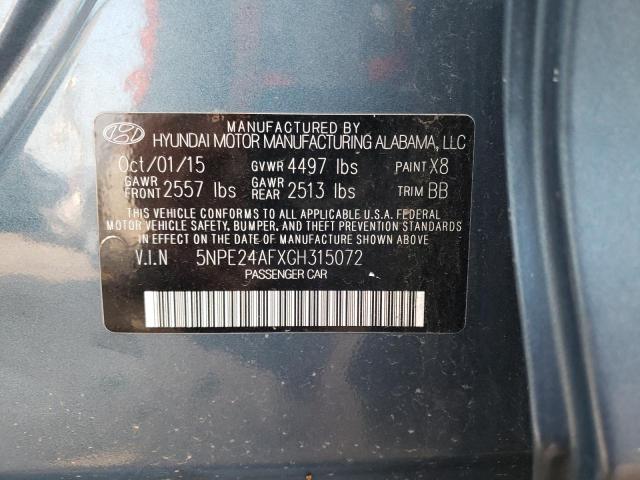 MANUFACTURED BY
HYUNDAI MOTOR MANUFACTURING ALABAMA, LLC
Oct/01/15 GVWR 4497 lbs PAINT X8
GAWR FRONT 2557 lbs GAWR REAR 2513 lbs TRIM BB
THIS VEHICLE CONFORMS TO ALL APPLICABLE U.S.A. FEDERAL
MOTOR VEHICLE SAFETY, BUMPER, AND THEFT PREVENTION STANDARDS
IN EFFECT ON THE DATE OF MANUFACTURE SHOWN ABOVE.
V.I.N 5NPE24AFXGH315072
PASSENGER CAR